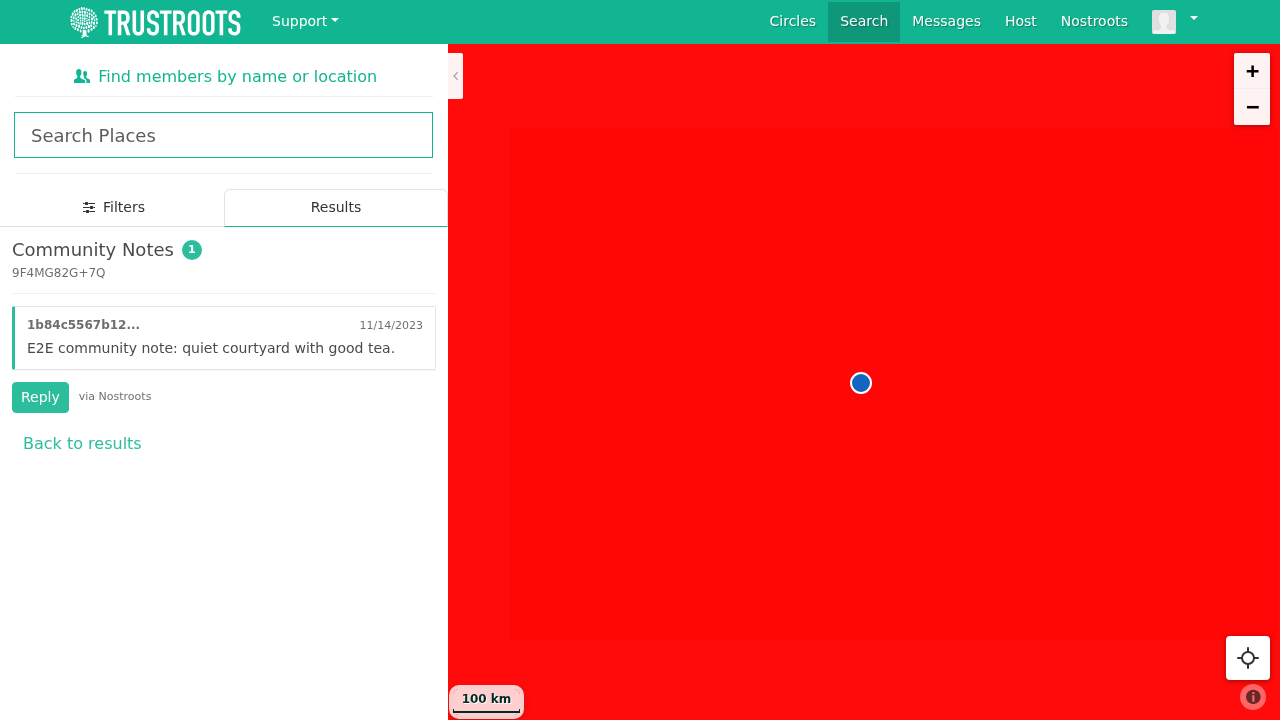 TRUSTROOTS
Support
Circles
Search
Messages
Host
Nostroots
Find members by name or location
Search Places
Filters
Results
Community Notes 1
9F4MG82G+7Q
1b84c5567b12... 11/14/2023
E2E community note: quiet courtyard with good tea.
Reply via Nostroots
Back to results
+
−
100 km